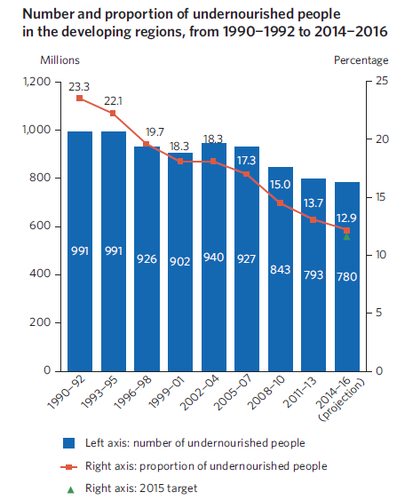 Number and proportion of undernourished people
in the developing regions, from 1990–1992 to 2014–2016
Millions Percentage
1,200 25
23.3
22.1
1,000 20
19.7
18.3 18.3
17.3
800 15
15.0
13.7
12.9
600
991 991 926 902 940 927 843 793 780
400 10
200 5
0 0
1990–92 1993–95 1996–98 1999–01 2002–04 2005–07 2008–10 2011–13 2014–16
(projection)
Left axis: number of undernourished people
Right axis: proportion of undernourished people
Right axis: 2015 target